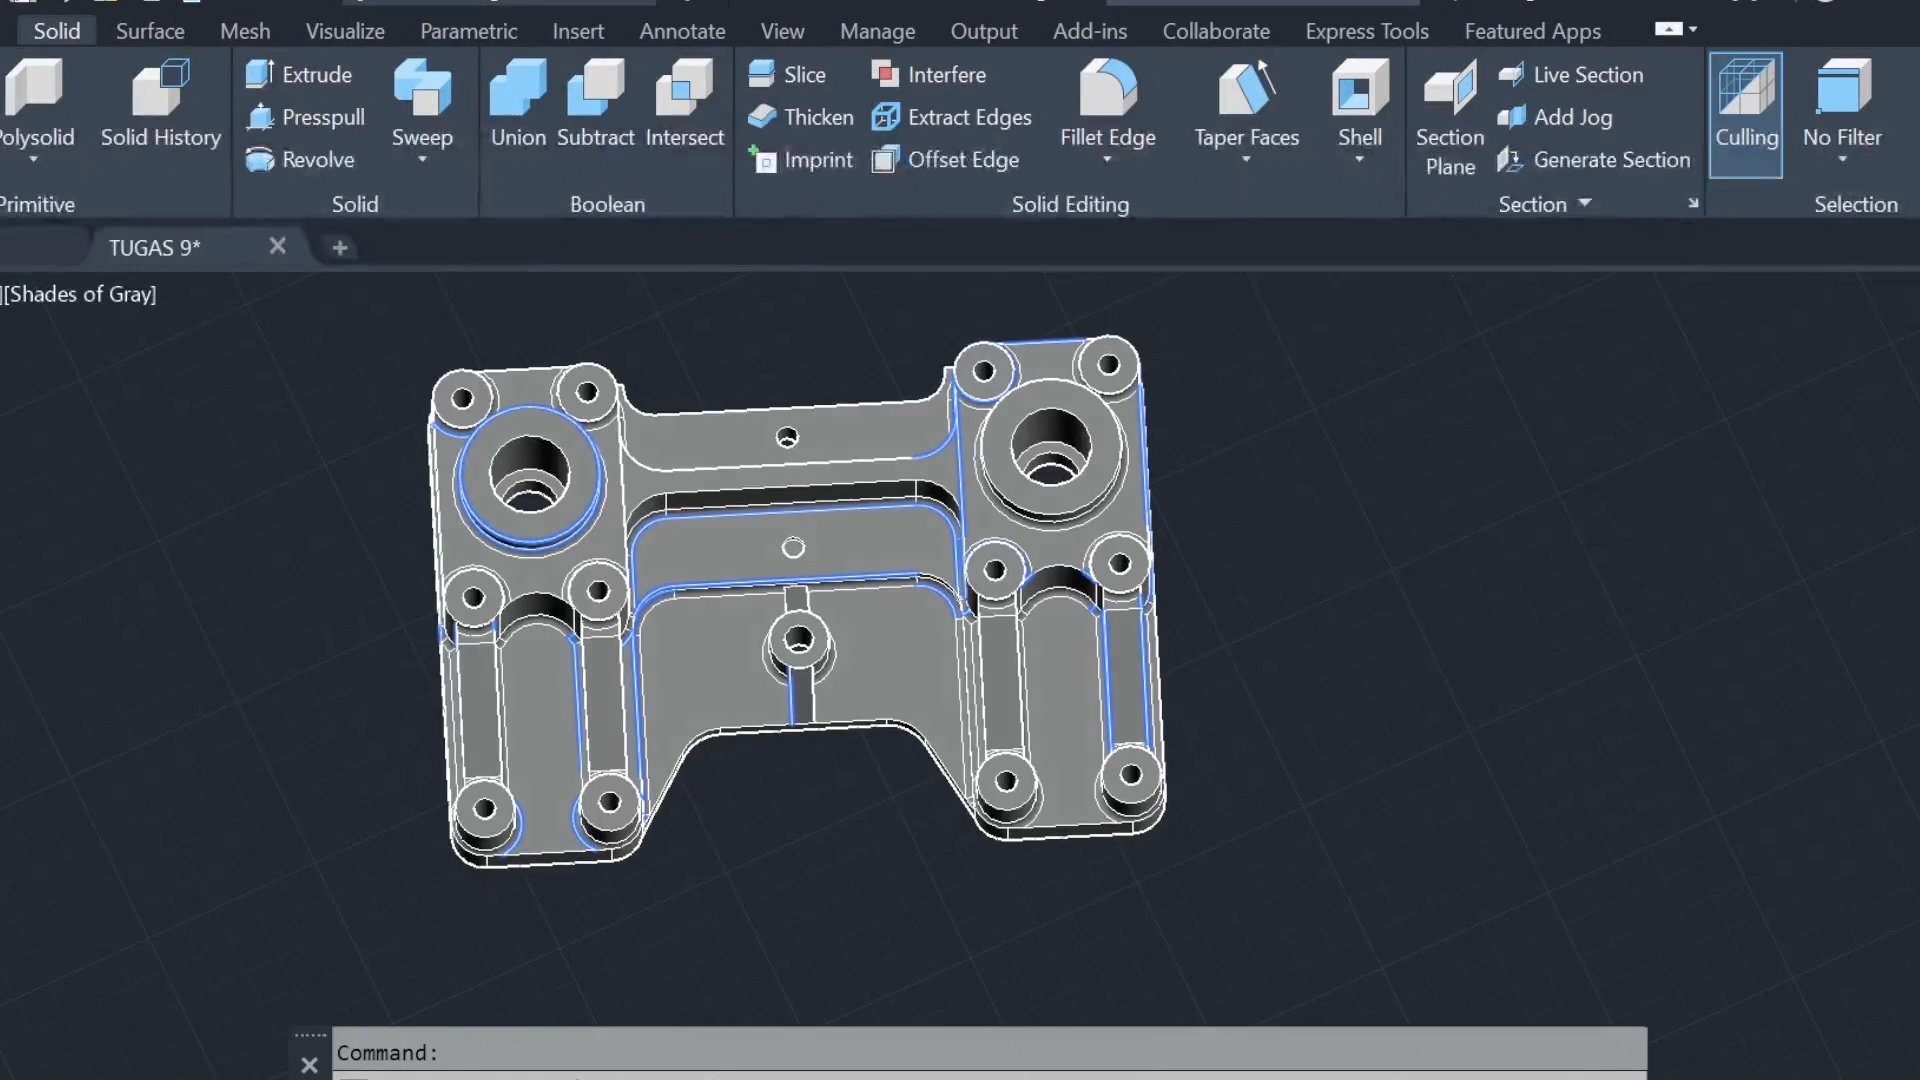 Solid Surface Mesh Visualize Parametric Insert Annotate View Manage Output Add-ins Collaborate Express Tools Featured Apps
Polysolid
Solid History
Primitive
Extrude
Presspull
Revolve
Sweep
Solid
Union
Subtract
Intersect
Boolean
Slice
Thicken
Imprint
Interfere
Extract Edges
Offset Edge
Fillet Edge
Taper Faces
Shell
Solid Editing
Section
Plane
Live Section
Add Jog
Generate Section
Section
Culling
No Filter
Selection
TUGAS 9*
][Shades of Gray]
Command: